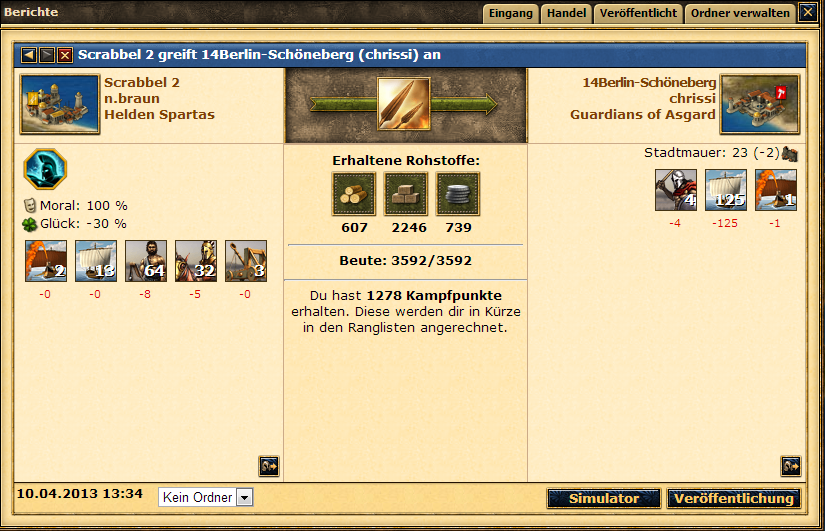 Berichte
Eingang
Handel
Veröffentlicht
Ordner verwalten
Scrabbel 2 greift 14Berlin-Schöneberg (chrissi) an
Scrabbel 2
n.braun
Helden Spartas
14Berlin-Schöneberg
chrissi
Guardians of Asgard
Moral: 100 %
Glück: -30 %
2 13 64 32 3
-0 -0 -8 -5 -0
Erhaltene Rohstoffe:
607 2246 739
Beute: 3592/3592
Du hast 1278 Kampfpunkte
erhalten. Diese werden dir in Kürze
in den Ranglisten angerechnet.
Stadtmauer: 23 (-2)
4 125 1
-4 -125 -1
10.04.2013 13:34
Kein Ordner
Simulator
Veröffentlichung